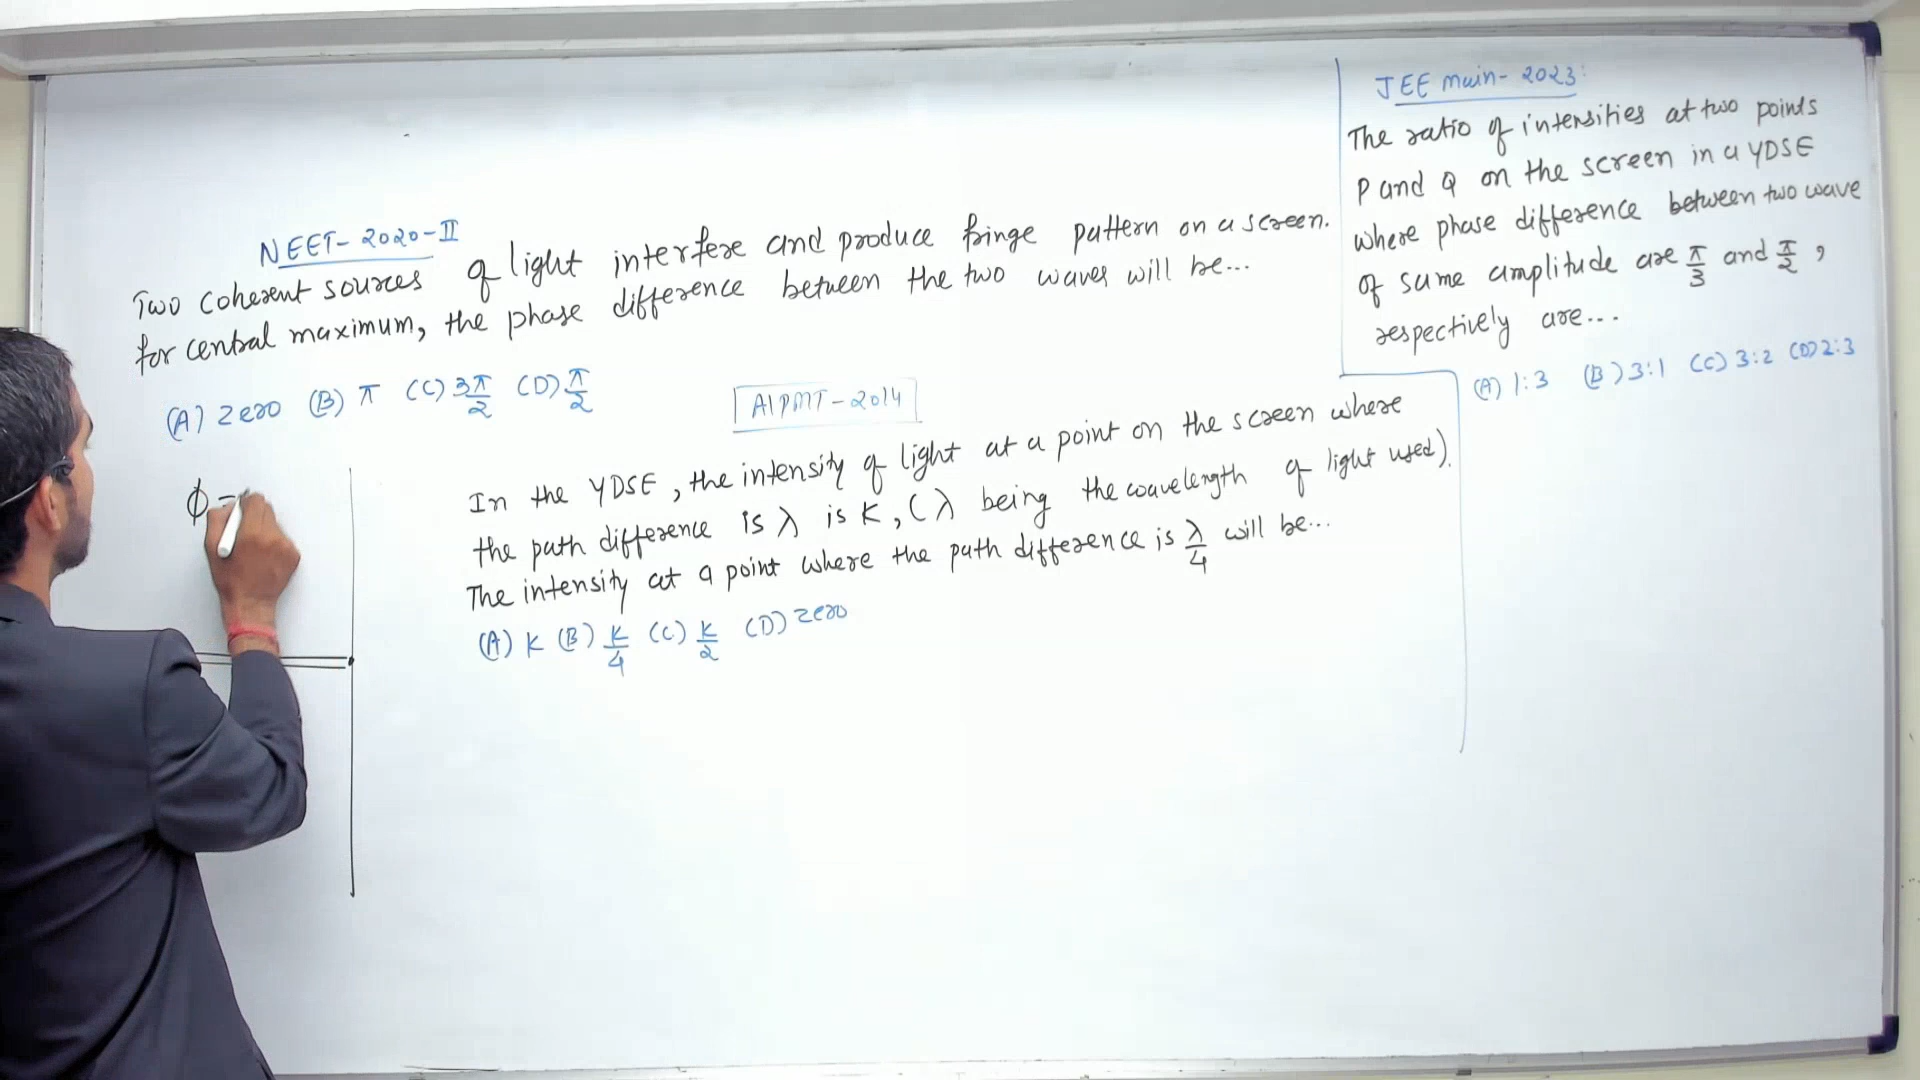 NEET- 2020-II
Two coherent sources of light interfere and produce fringe pattern on a screen.
for central maximum, the phase difference between the two waves will be...
(A) Zero (B) π (C) 3π/2 (D) π/2
ϕ =
AIPMT-2014
In the YDSE, the intensity of light at a point on the screen where
the path difference is λ is K, (λ being the wavelength of light used).
The intensity at a point where the path difference is λ/4 will be...
(A) K (B) K/4 (C) K/2 (D) Zero
JEE main- 2023:
The ratio of intensities at two points
P and Q on the screen in a YDSE
where phase difference between two wave
of same amplitude are π/3 and π/2,
respectively are...
(A) 1:3 (B) 3:1 (C) 3:2 (D) 2:3